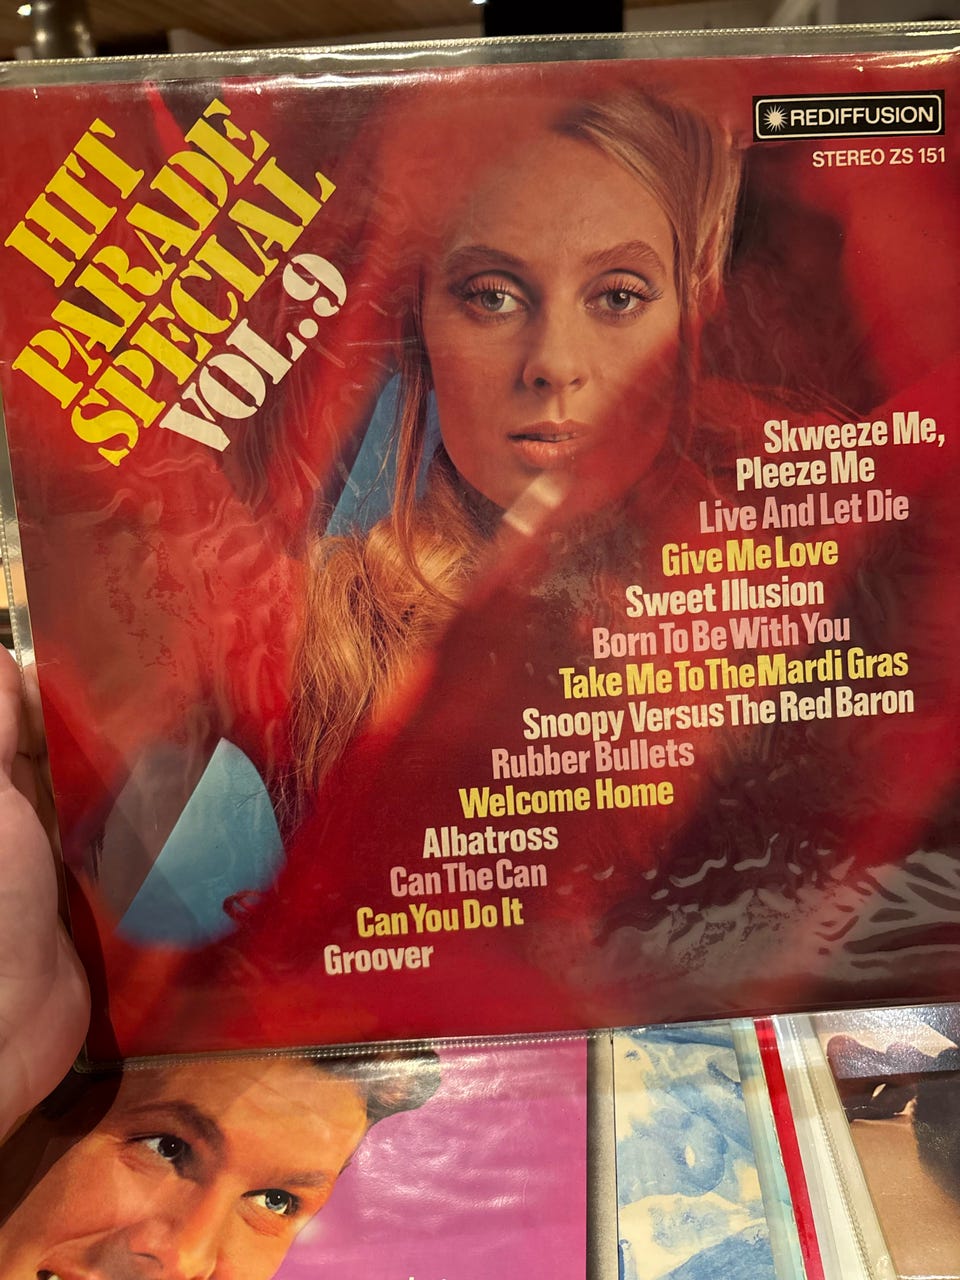 HIT
PARADE
SPECIAL
VOL.9
REDIFFUSION
STEREO ZS 151
Skweeze Me,
Pleeze Me
Live And Let Die
Give Me Love
Sweet Illusion
Born To Be With You
Take Me To The Mardi Gras
Snoopy Versus The Red Baron
Rubber Bullets
Welcome Home
Albatross
Can The Can
Can You Do It
Groover